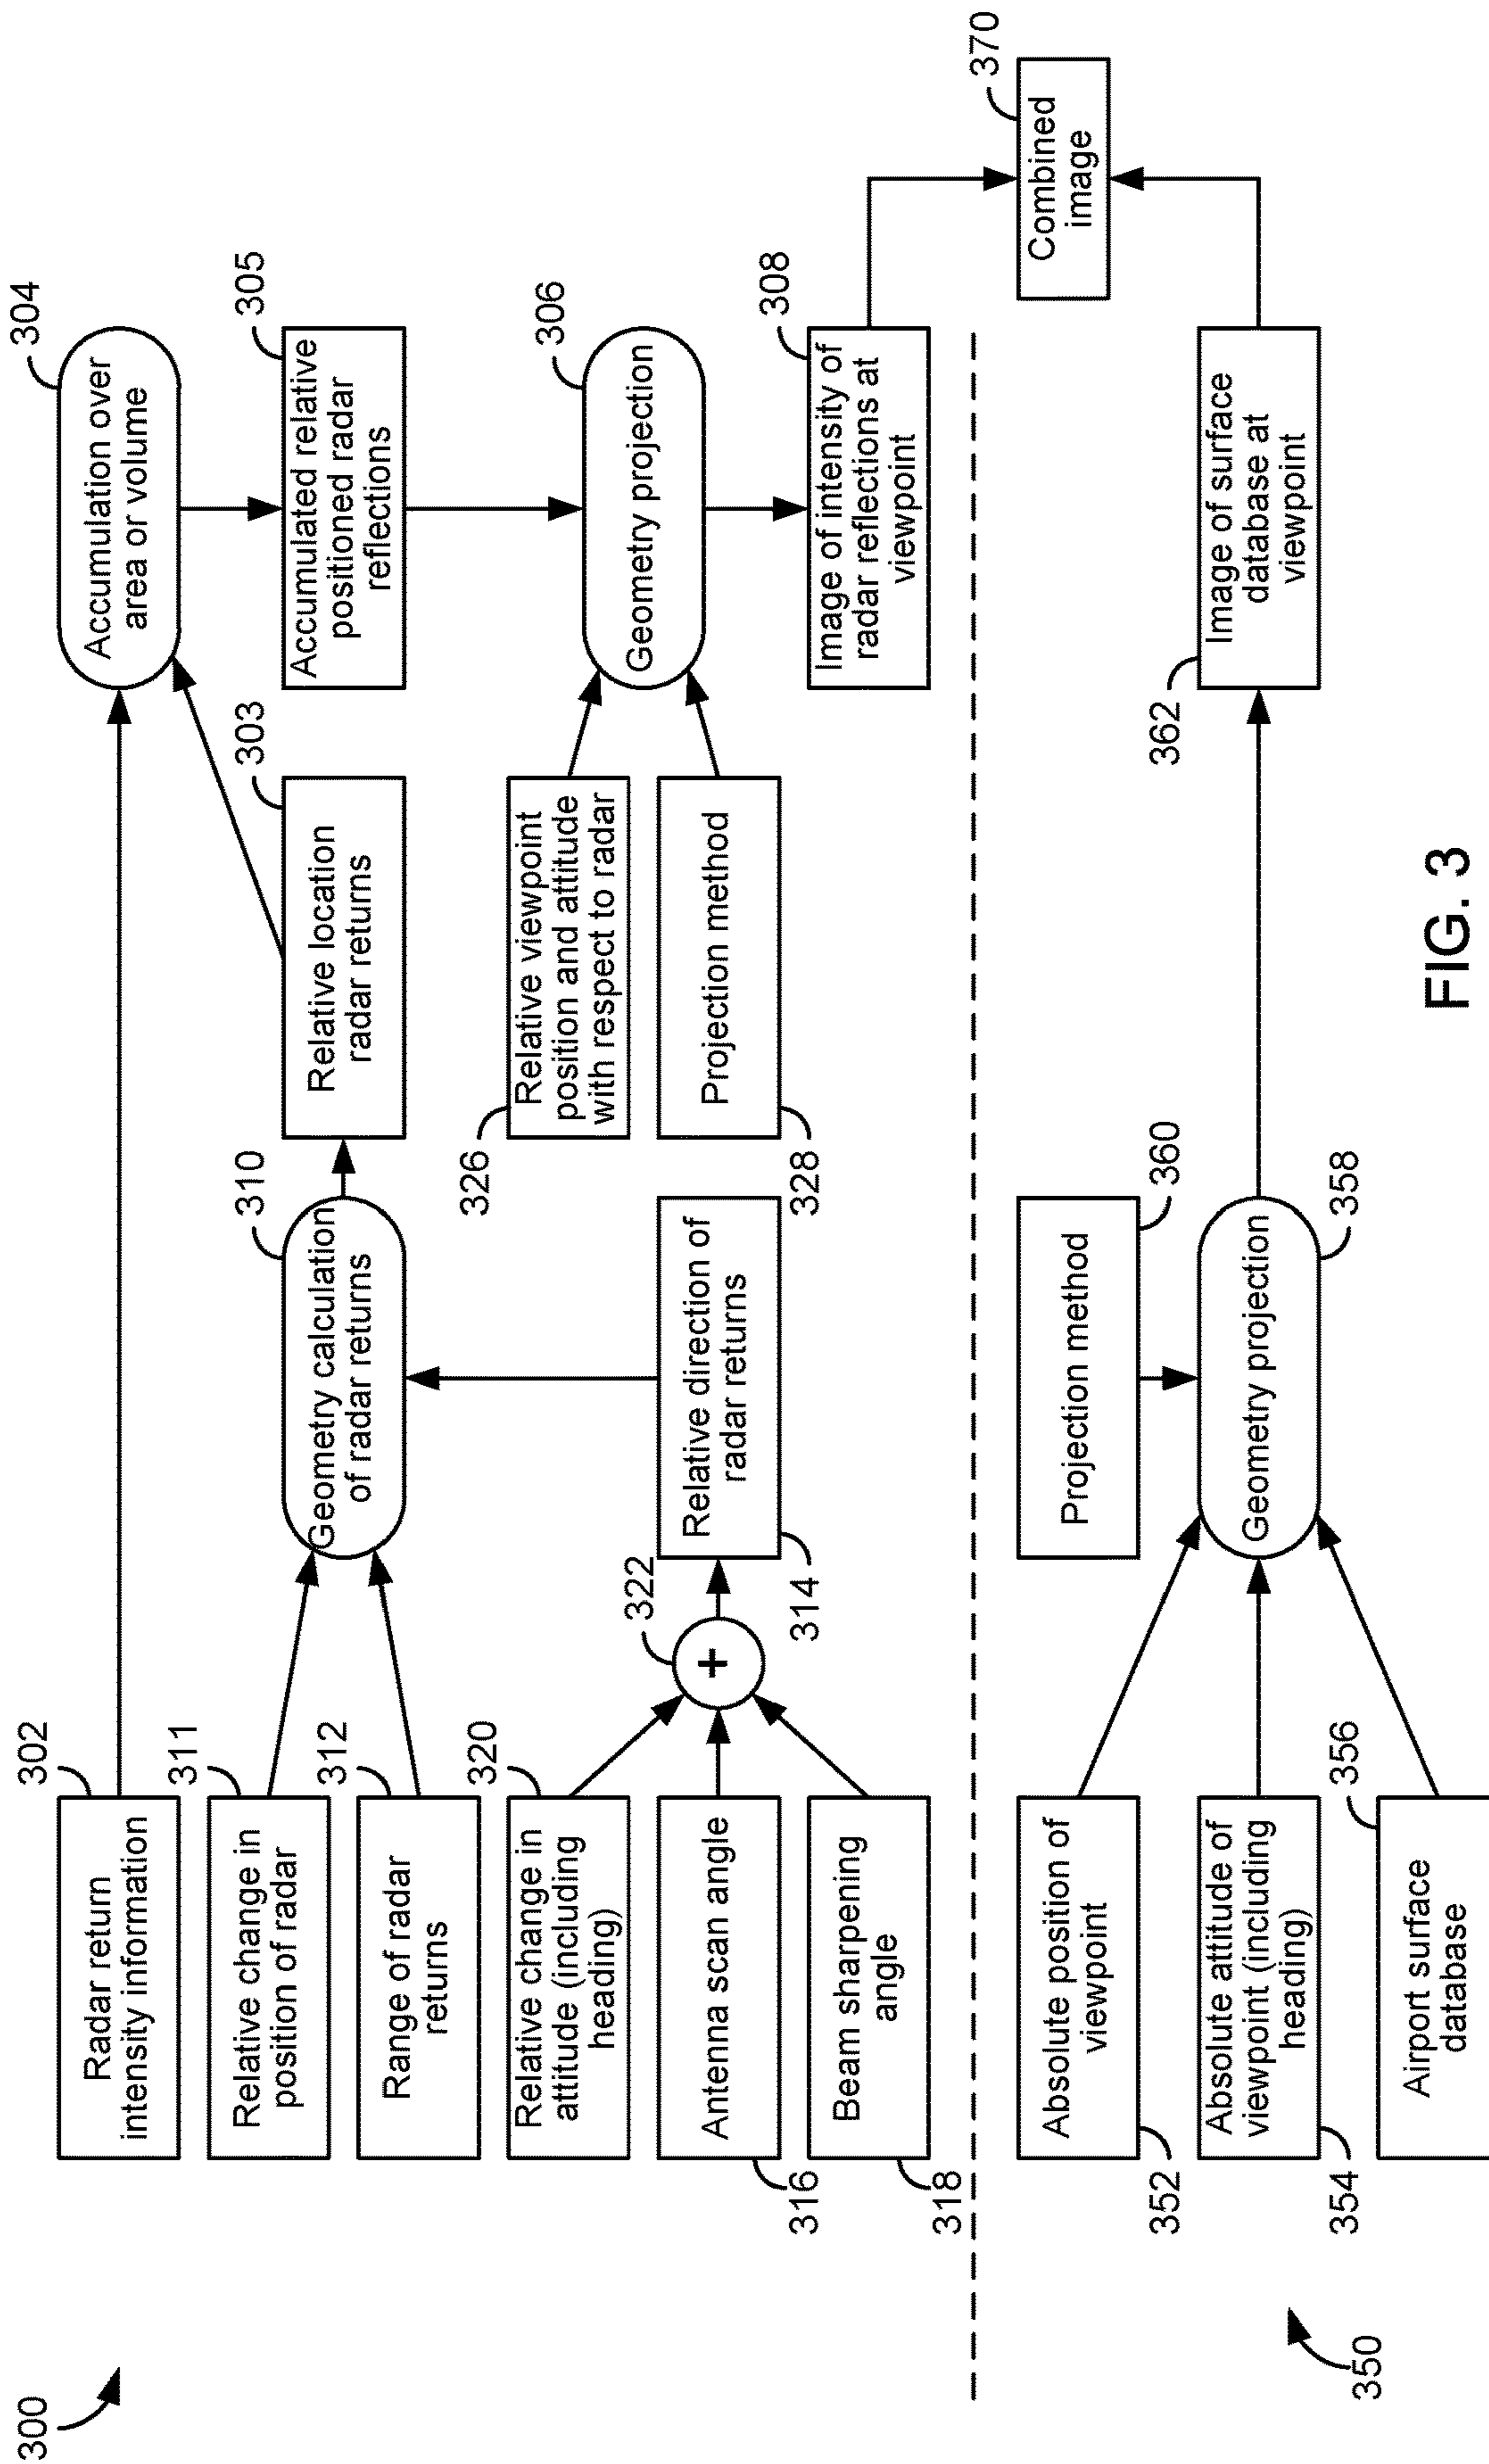 300
302
Radar return
intensity information
304
Accumulation over
area or volume
311
Relative change in
position of radar
310
Geometry calculation
of radar returns
303
Relative location
radar returns
305
Accumulated relative
positioned radar
reflections
312
Range of radar
returns
320
Relative change in
attitude (including
heading)
322
+
316
Antenna scan angle
314
Relative direction of
radar returns
318
Beam sharpening
angle
326
Relative viewpoint
position and attitude
with respect to radar
328
Projection method
306
Geometry projection
308
Image of intensity of
radar reflections at
viewpoint
350
352
Absolute position of
viewpoint
354
Absolute attitude of
viewpoint (including
heading)
356
Airport surface
database
360
Projection method
358
Geometry projection
362
Image of surface
database at
viewpoint
370
Combined
image
FIG. 3